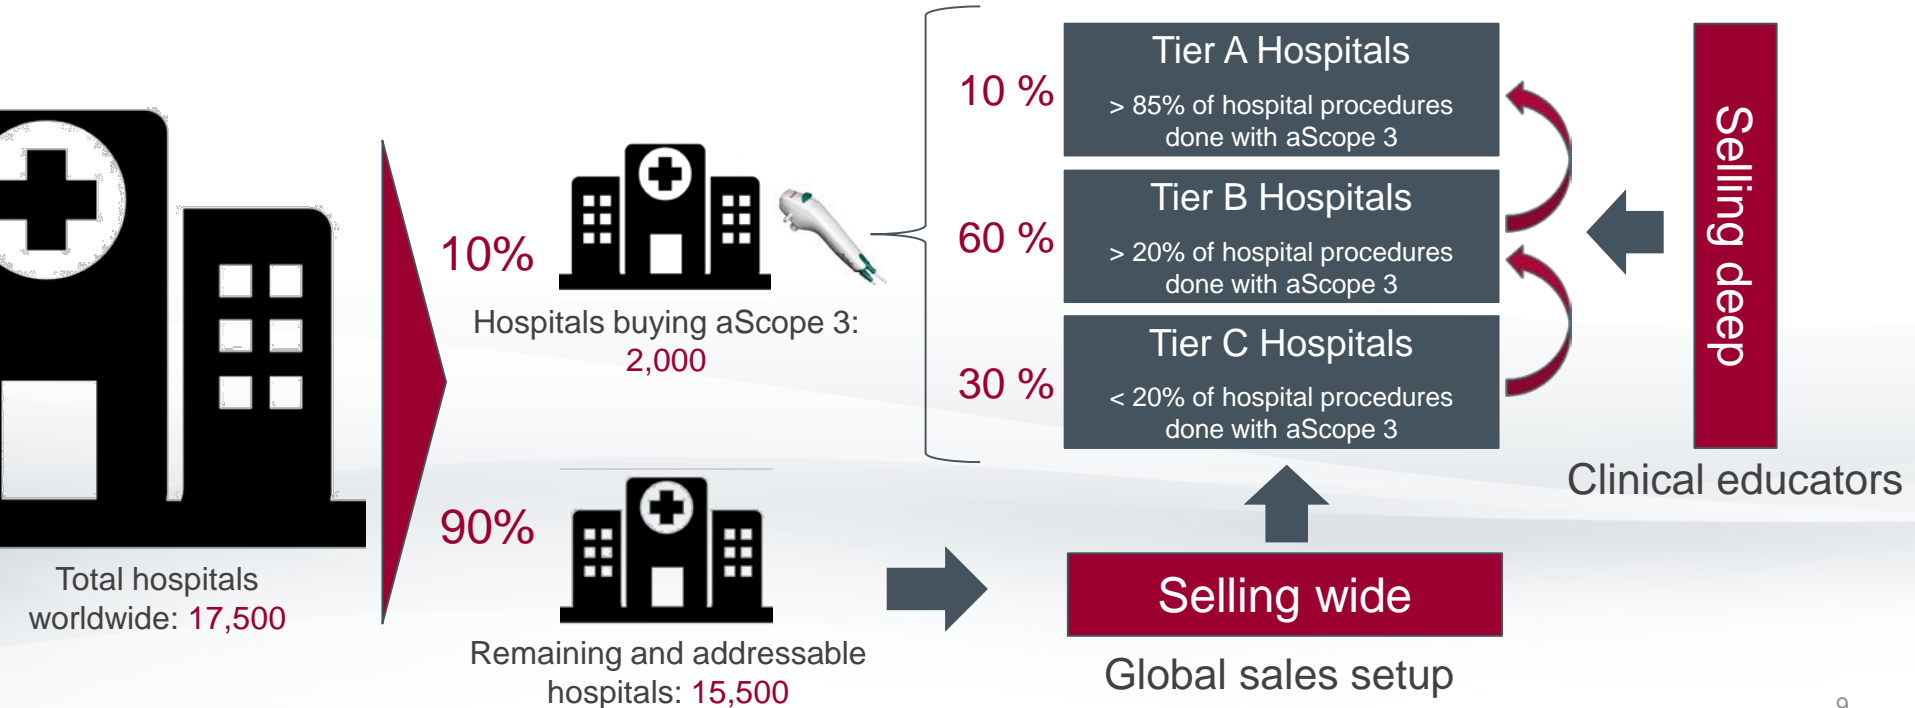 Total hospitals
worldwide: 17,500
10%
Hospitals buying aScope 3:
2,000
90%
Remaining and addressable
hospitals: 15,500
10 %
Tier A Hospitals
> 85% of hospital procedures
done with aScope 3
60 %
Tier B Hospitals
> 20% of hospital procedures
done with aScope 3
30 %
Tier C Hospitals
< 20% of hospital procedures
done with aScope 3
Selling wide
Global sales setup
Selling deep
Clinical educators
9